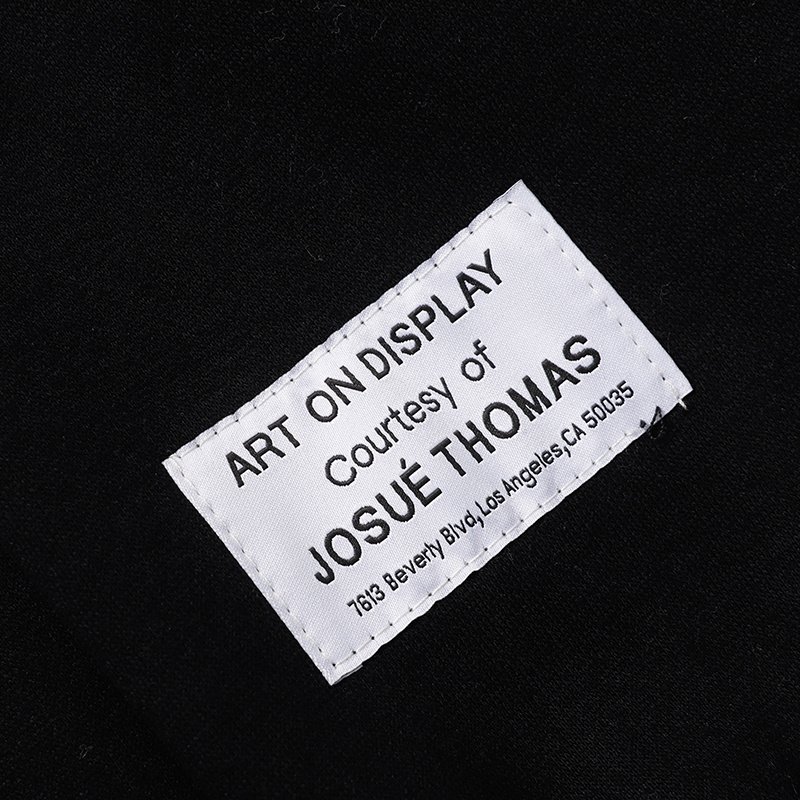 ART ON DISPLAY
Courtesy of
JOSUÉ THOMAS
7613 Beverly Blvd, Los Angeles, CA 50035